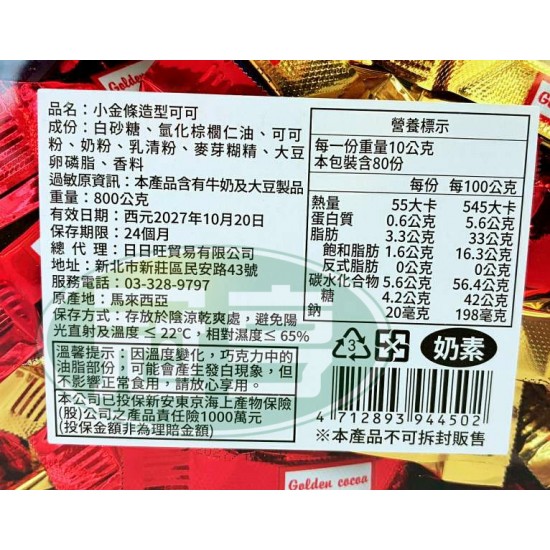 品名：小金條造型可可
成份：白砂糖、氫化棕櫚仁油、可可
粉、奶粉、乳清粉、麥芽糊精、大豆
卵磷脂、香料
過敏原資訊：本產品含有牛奶及大豆製品
重量：800公克
有效日期：西元2027年10月20日
保存期限：24個月
總代理：日日旺貿易有限公司
地址：新北市新莊區民安路43號
服務電話：03-328-9797
原產地：馬來西亞
保存方式：存放於陰涼乾爽處，避免陽
光直射及溫度≤22℃，相對濕度≤65%
溫馨提示：因溫度變化，巧克力中的
油脂部份，可能會產生發白現象，但
不影響正常食用，請放心享用。
本公司已投保新安東京海上產物保險
(股)公司之產品責任險1000萬元
(投保金額非為理賠金額)
營養標示
每一份重量10公克
本包裝含80份
每份 每100公克
熱量 55大卡 545大卡
蛋白質 0.6公克 5.6公克
脂肪 3.3公克 33公克
飽和脂肪 1.6公克 16.3公克
反式脂肪 0公克 0公克
碳水化合物 5.6公克 56.4公克
糖 4.2公克 42公克
鈉 20毫克 198毫克
3
奶素
4 712893 944502
※本產品不可拆封販售
Golden cocoa
Golden